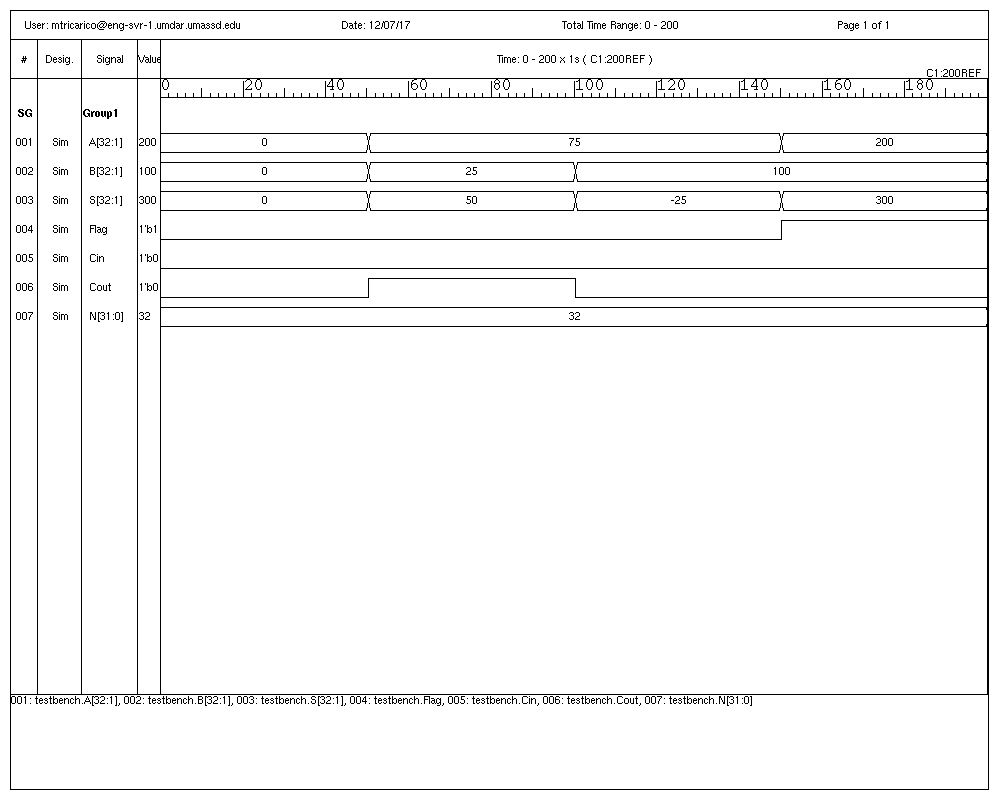 User: mtricarico@eng-svr-1.umdar.umassd.edu Date: 12/07/17 Total Time Range: 0 - 200 Page 1 of 1
# Desig. Signal Value Time: 0 - 200 x 1s ( C1:200REF )
C1:200REF
0 20 40 60 80 100 120 140 160 180
SG Group1
001 Sim A[32:1] 200 0 75 200
002 Sim B[32:1] 100 0 25 100
003 Sim S[32:1] 300 0 50 -25 300
004 Sim Flag 1'b1
005 Sim Cin 1'b0
006 Sim Cout 1'b0
007 Sim N[31:0] 32 32
001: testbench.A[32:1], 002: testbench.B[32:1], 003: testbench.S[32:1], 004: testbench.Flag, 005: testbench.Cin, 006: testbench.Cout, 007: testbench.N[31:0]